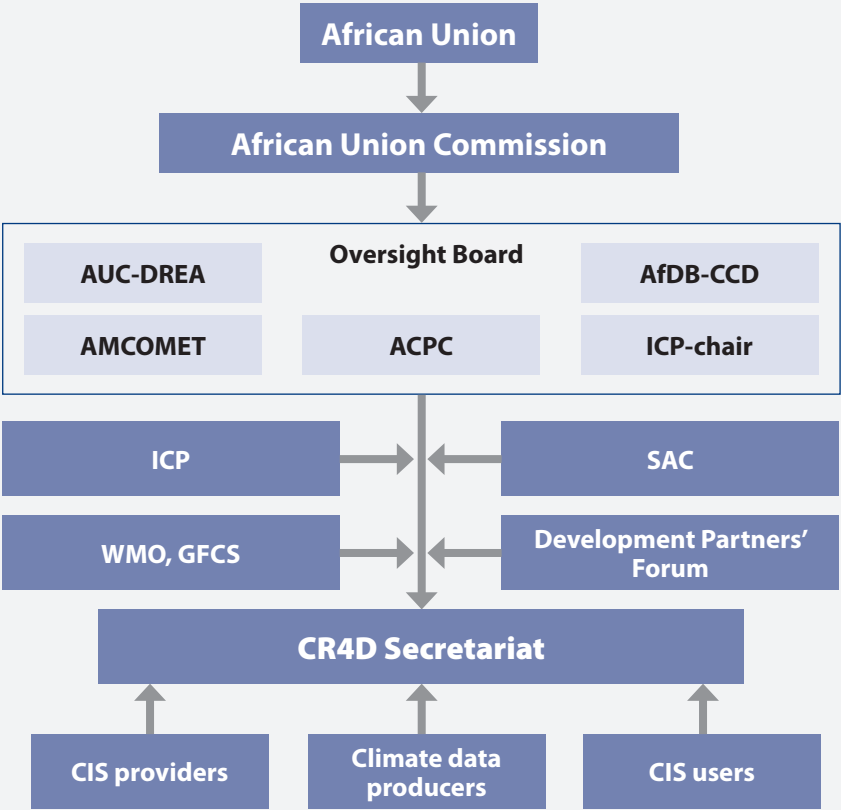 African Union
African Union Commission
Oversight Board
AUC-DREA
AfDB-CCD
AMCOMET
ACPC
ICP-chair
ICP
SAC
WMO, GFCS
Development Partners’
Forum
CR4D Secretariat
CIS providers
Climate data
producers
CIS users